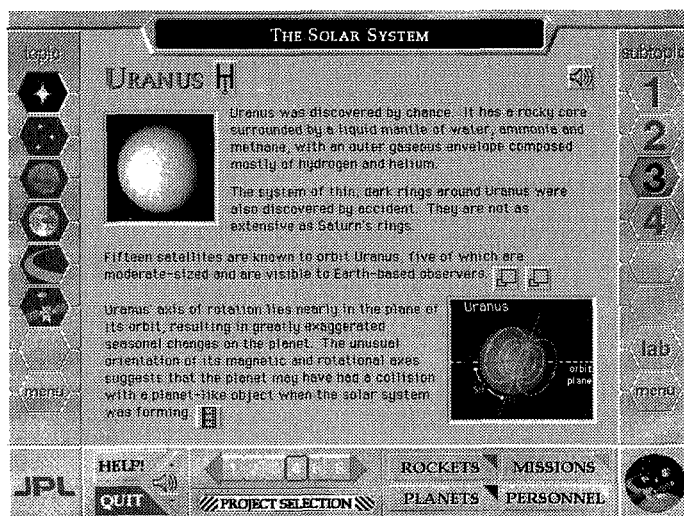 THE SOLAR SYSTEM
topic
subtopic
URANUS
1
2
3
4
Uranus was discovered by chance. It has a rocky core
surrounded by a liquid mantle of water, ammonia and
methane, with an outer gaseous envelope composed
mostly of hydrogen and helium.
The system of thin, dark rings around Uranus were
also discovered by accident. They are not as
extensive as Saturn's rings.
Fifteen satellites are known to orbit Uranus, five of which are
moderate-sized and are visible to Earth-based observers.
Uranus' axis of rotation lies nearly in the plane of
its orbit, resulting in greatly exaggerated
seasonal changes on the planet. The unusual
orientation of its magnetic and rotational axes
suggests that the planet may have had a collision
with a planet-like object when the solar system
was forming.
Uranus
orbit
plane
lab
menu
menu
JPL
HELP!
QUIT
PROJECT SELECTION
ROCKETS
MISSIONS
PLANETS
PERSONNEL